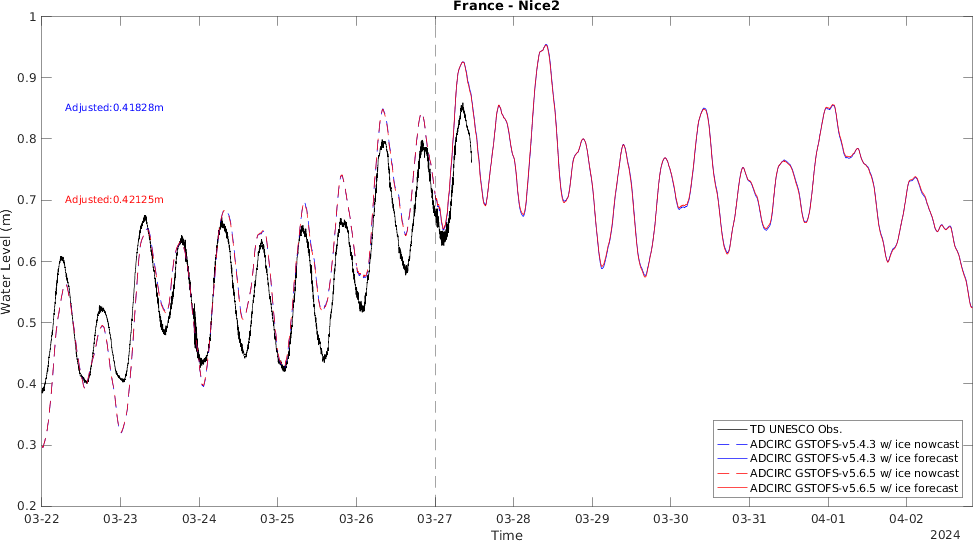 France - Nice2
1
0.9
0.8
0.7
0.6
0.5
0.4
0.3
0.2
Water Level (m)
Adjusted:0.41828m
Adjusted:0.42125m
TD UNESCO Obs.
ADCIRC GSTOFS-v5.4.3 w/ ice nowcast
ADCIRC GSTOFS-v5.4.3 w/ ice forecast
ADCIRC GSTOFS-v5.6.5 w/ ice nowcast
ADCIRC GSTOFS-v5.6.5 w/ ice forecast
03-22 03-23 03-24 03-25 03-26 03-27 03-28 03-29 03-30 03-31 04-01 04-02
Time
2024